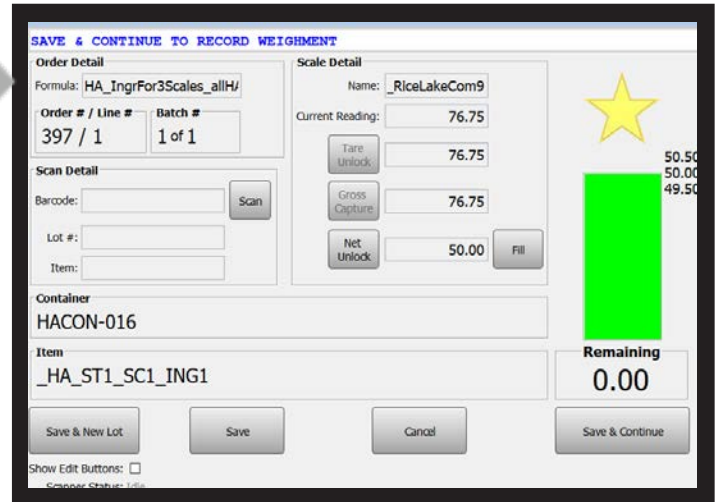 SAVE & CONTINUE TO RECORD WEIGHMENT
Order Detail
Formula: HA_IngrFor3Scales_allH
Order # / Line #
397 / 1
Batch #
1 of 1
Scan Detail
Barcode:
Scan
Lot #:
Item:
Scale Detail
Name: _RiceLakeCom9
Current Reading: 76.75
Tare Unlock 76.75
Gross Capture 76.75
Net Unlock 50.00 Fill
50.50
50.00
49.50
Container
HACON-016
Item
_HA_ST1_SC1_ING1
Remaining
0.00
Save & New Lot
Save
Cancel
Save & Continue
Show Edit Buttons:
Scanner Status: Idle